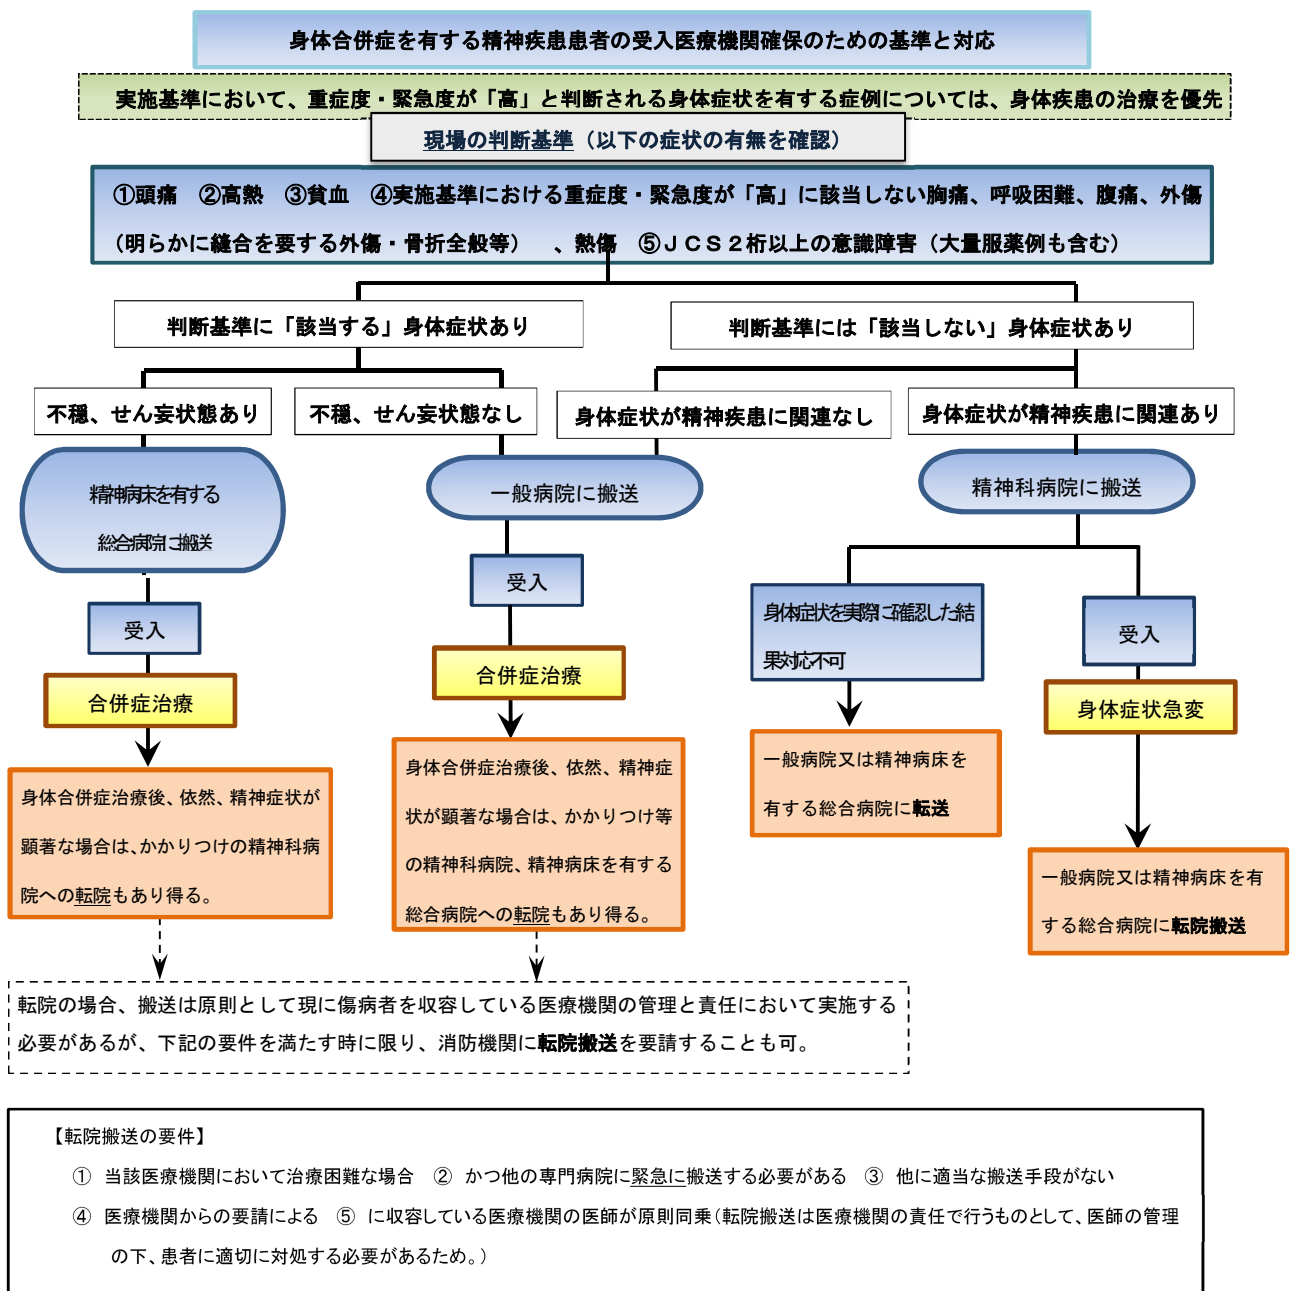 身体合併症を有する精神疾患患者の受入医療機関確保のための基準と対応
実施基準において、重症度・緊急度が「高」と判断される身体症状を有する症例については、身体疾患の治療を優先
現場の判断基準（以下の症状の有無を確認）
①頭痛　②高熱　③貧血　④実施基準における重症度・緊急度が「高」に該当しない胸痛、呼吸困難、腹痛、外傷
（明らかに縫合を要する外傷・骨折全般等）　、熱傷　⑤ＪＣＳ２桁以上の意識障害（大量服薬例も含む）
判断基準に「該当する」身体症状あり
判断基準には「該当しない」身体症状あり
不穏、せん妄状態あり
不穏、せん妄状態なし
身体症状が精神疾患に関連なし
身体症状が精神疾患に関連あり
精神病床を有する
総合病院に搬送
一般病院に搬送
精神科病院に搬送
受入
合併症治療
受入
合併症治療
身体症状を実際に確認した結
果対応不可
受入
身体症状急変
身体合併症治療後、依然、精神症状が
顕著な場合は、かかりつけの精神科病
院への転院もあり得る。
身体合併症治療後、依然、精神症
状が顕著な場合は、かかりつけ等
の精神科病院、精神病床を有する
総合病院への転院もあり得る。
一般病院又は精神病床を
有する総合病院に転送
一般病院又は精神病床を有
する総合病院に転院搬送
転院の場合、搬送は原則として現に傷病者を収容している医療機関の管理と責任において実施する
必要があるが、下記の要件を満たす時に限り、消防機関に転院搬送を要請することも可。
【転院搬送の要件】
①　当該医療機関において治療困難な場合　②　かつ他の専門病院に緊急に搬送する必要がある　③　他に適当な搬送手段がない
④　医療機関からの要請による　⑤　に収容している医療機関の医師が原則同乗（転院搬送は医療機関の責任で行うものとして、医師の管理
の下、患者に適切に対処する必要があるため。）